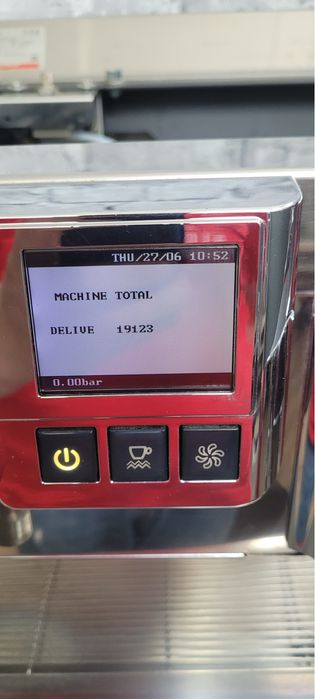 THU/27/06 10:52
MACHINE TOTAL
DELIVE 19123
0.00bar